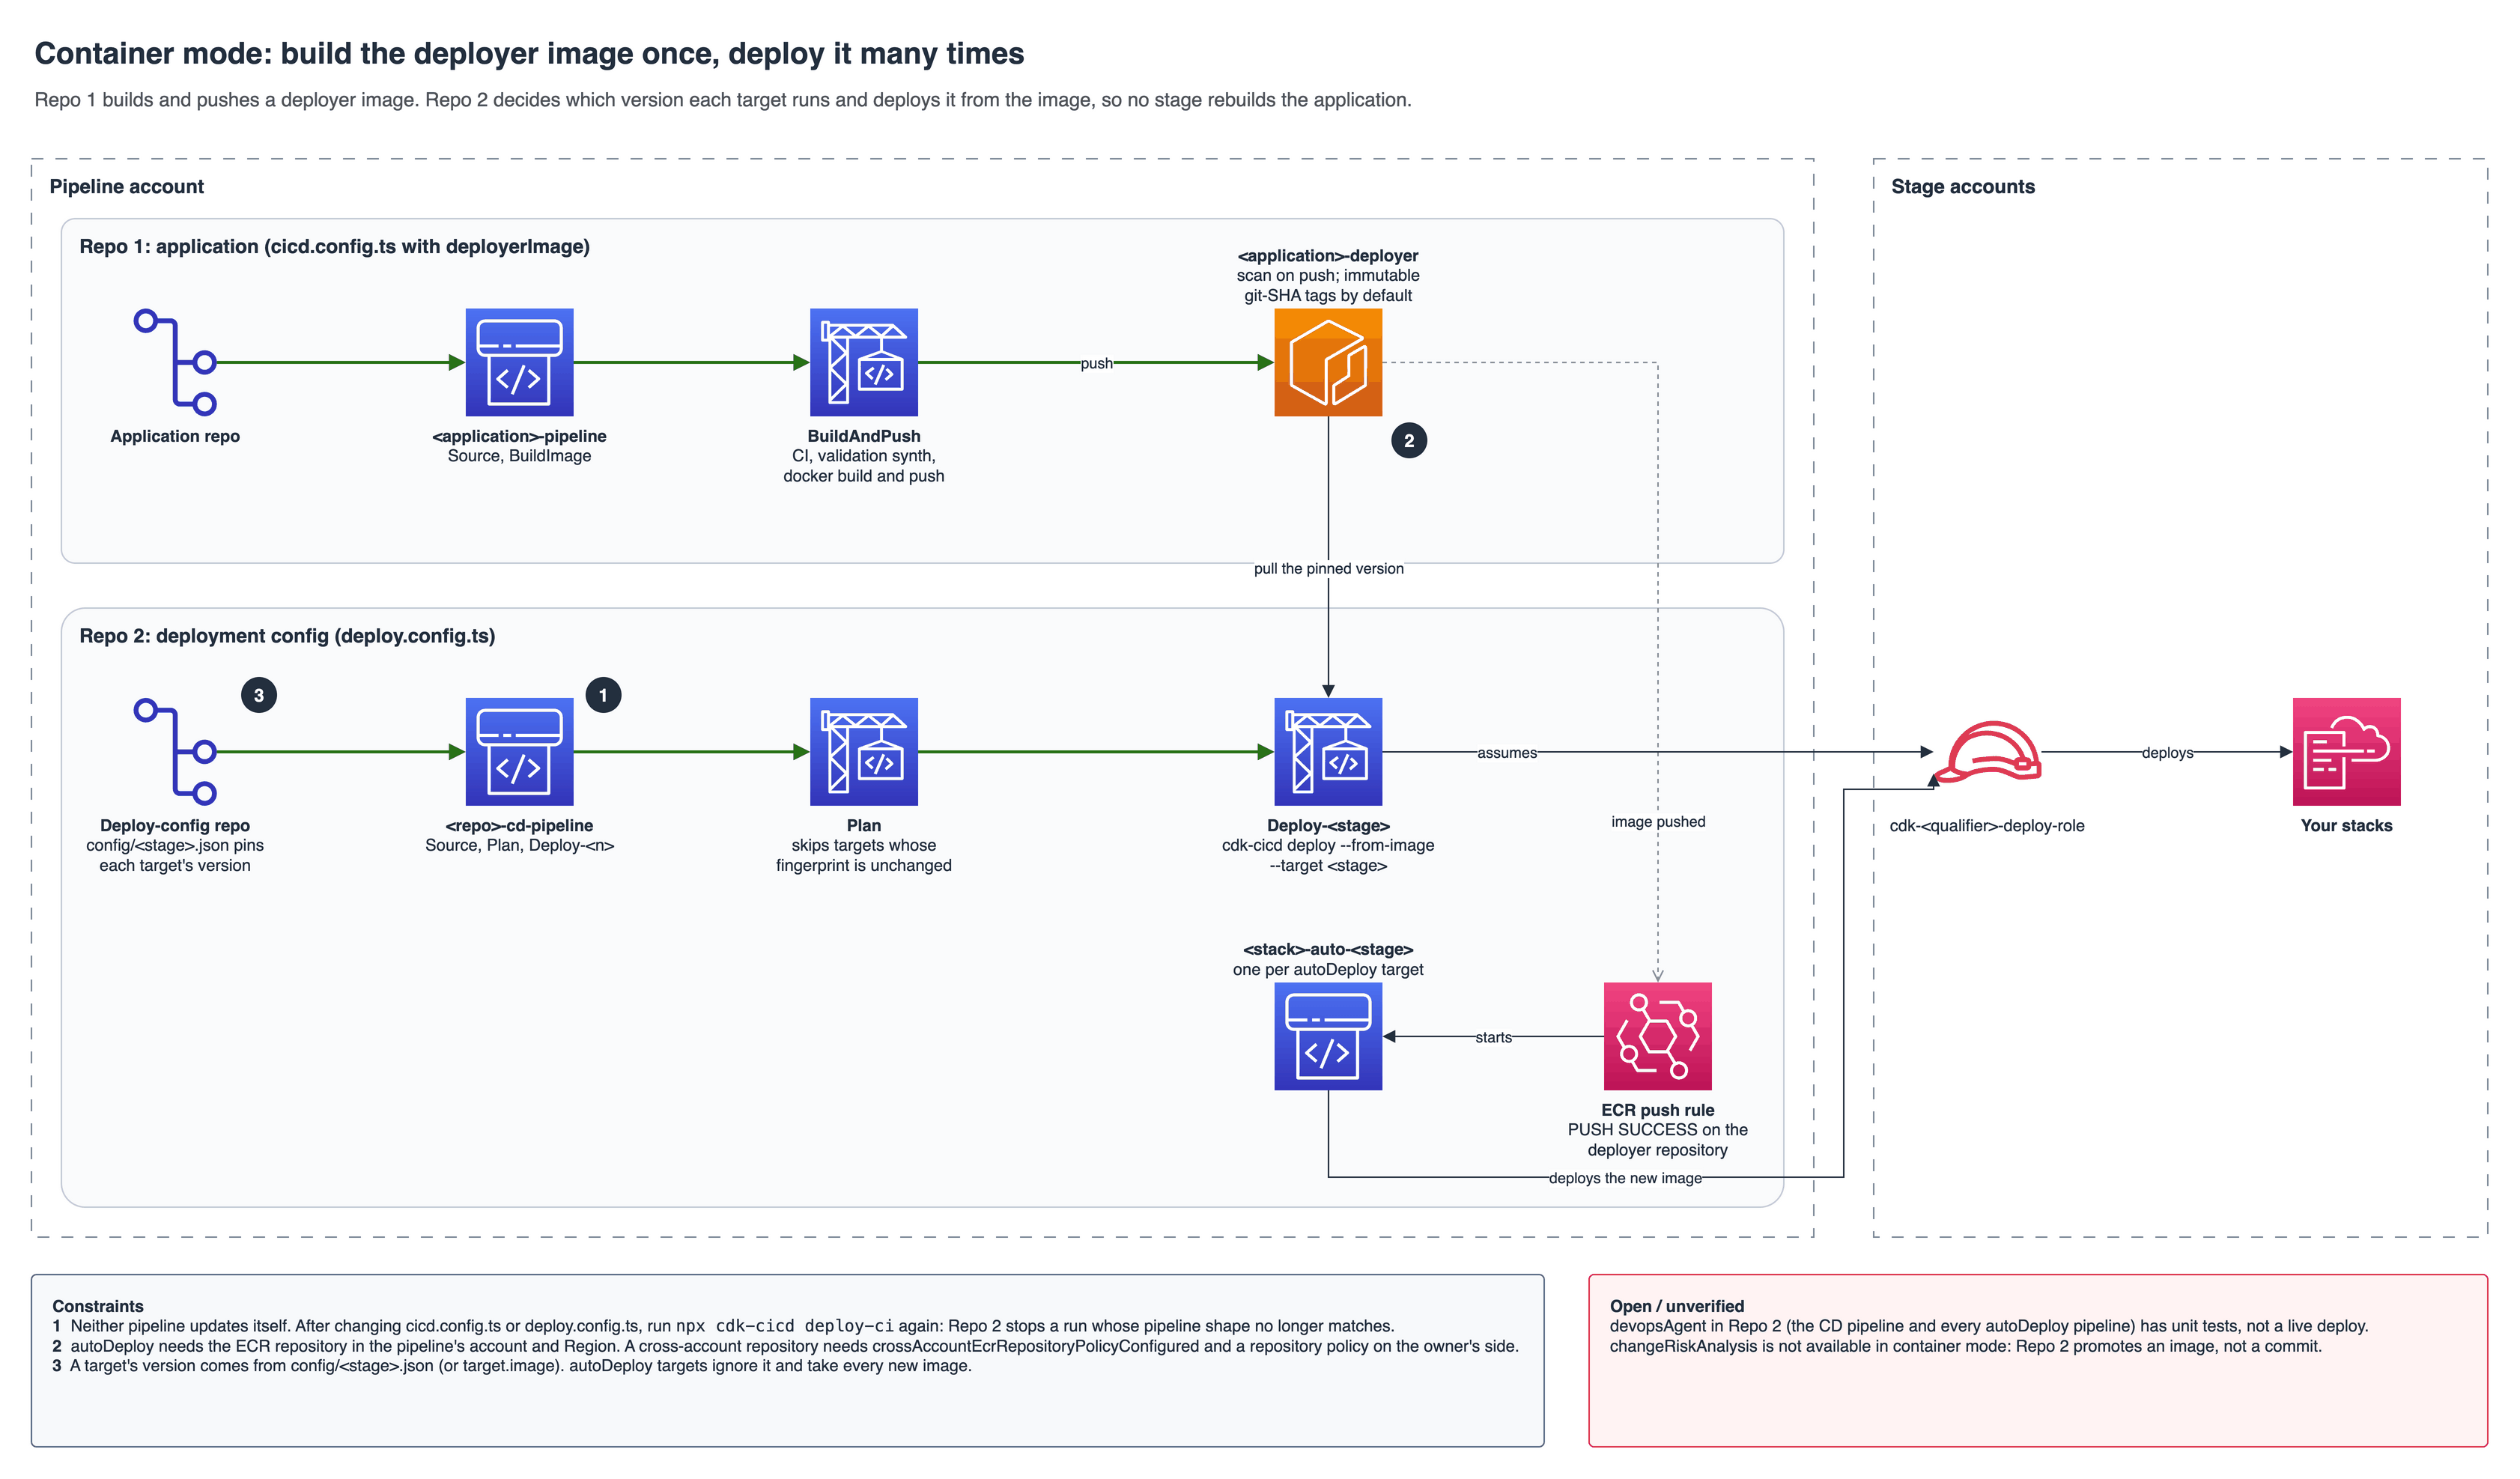 Container mode: build the deployer image once, deploy it many times
Repo 1 builds and pushes a deployer image. Repo 2 decides which version each target runs and deploys it from the image, so no stage rebuilds the application.
Pipeline account
Stage accounts
Repo 1: application (cicd.config.ts with deployerImage)
<application>-deployer
scan on push; immutable
git-SHA tags by default
push
Application repo
<application>-pipeline
Source, BuildImage
BuildAndPush
CI, validation synth,
docker build and push
2
pull the pinned version
Repo 2: deployment config (deploy.config.ts)
3
1
assumes
deploys
Deploy-config repo
config/<stage>.json pins
each target's version
<repo>-cd-pipeline
Source, Plan, Deploy-<n>
Plan
skips targets whose
fingerprint is unchanged
Deploy-<stage>
cdk-cicd deploy --from-image
--target <stage>
image pushed
cdk-<qualifier>-deploy-role
Your stacks
<stack>-auto-<stage>
one per autoDeploy target
starts
ECR push rule
PUSH SUCCESS on the
deployer repository
deploys the new image
Constraints
1 Neither pipeline updates itself. After changing cicd.config.ts or deploy.config.ts, run npx cdk-cicd deploy-ci again: Repo 2 stops a run whose pipeline shape no longer matches.
2 autoDeploy needs the ECR repository in the pipeline's account and Region. A cross-account repository needs crossAccountEcrRepositoryPolicyConfigured and a repository policy on the owner's side.
3 A target's version comes from config/<stage>.json (or target.image). autoDeploy targets ignore it and take every new image.
Open / unverified
devopsAgent in Repo 2 (the CD pipeline and every autoDeploy pipeline) has unit tests, not a live deploy.
changeRiskAnalysis is not available in container mode: Repo 2 promotes an image, not a commit.